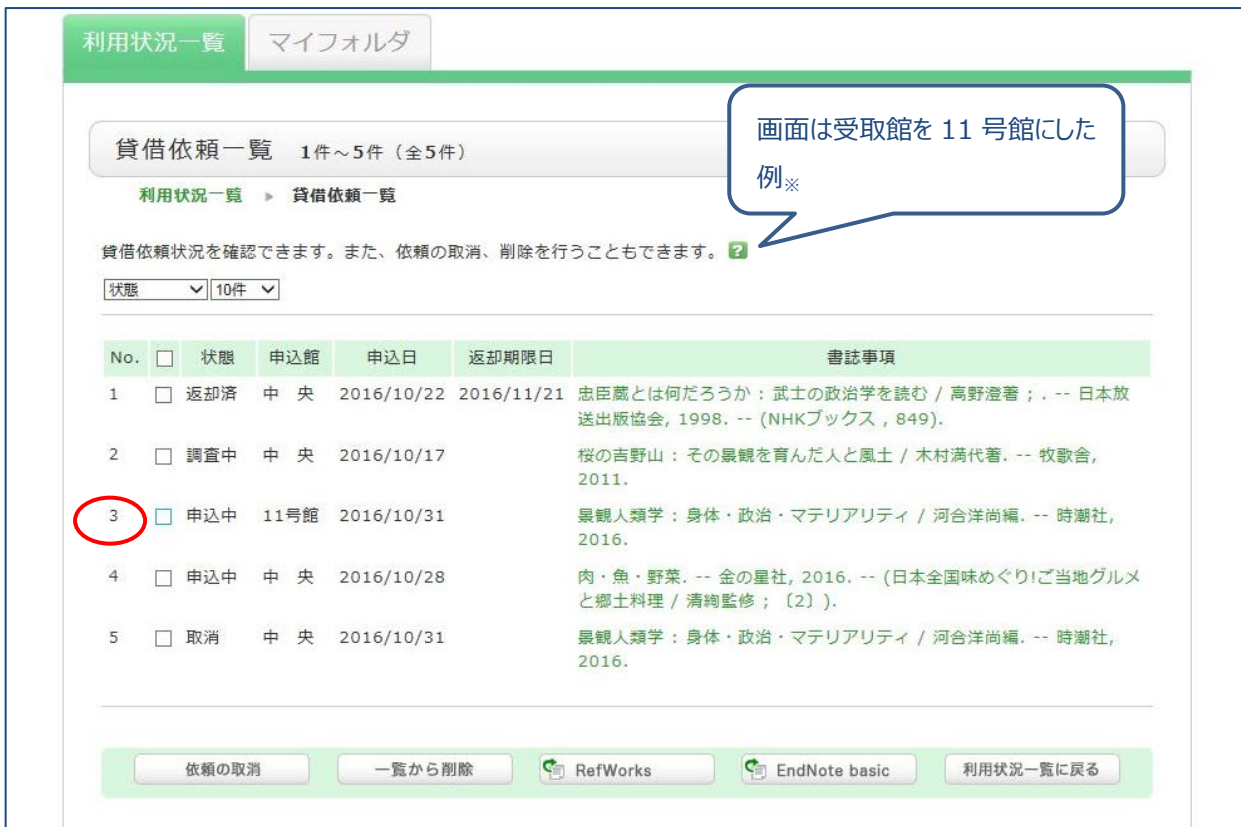 利用状況一覧 マイフォルダ
画面は受取館を 11 号館にした
例※
貸借依頼一覧 1件～5件（全5件）
利用状況一覧 ▶ 貸借依頼一覧
貸借依頼状況を確認できます。また、依頼の取消、削除を行うこともできます。 ?
状態 10件
No. 状態 申込館 申込日 返却期限日 書誌事項
1 返却済 中 央 2016/10/22 2016/11/21 忠臣蔵とは何だろうか : 武士の政治学を読む / 高野澄著 ; . -- 日本放
送出版協会, 1998. -- (NHKブックス , 849).
2 調査中 中 央 2016/10/17 桜の吉野山 : その景観を育んだ人と風土 / 木村満代著. -- 牧歌舎,
2011.
3 申込中 11号館 2016/10/31 景観人類学 : 身体・政治・マテリアリティ / 河合洋尚編. -- 時潮社,
2016.
4 申込中 中 央 2016/10/28 肉・魚・野菜. -- 金の星社, 2016. -- (日本全国味めぐり!ご当地グルメ
と郷土料理 / 清絢監修 ; 〔2〕).
5 取消 中 央 2016/10/31 景観人類学 : 身体・政治・マテリアリティ / 河合洋尚編. -- 時潮社,
2016.
依頼の取消 一覧から削除 RefWorks EndNote basic 利用状況一覧に戻る